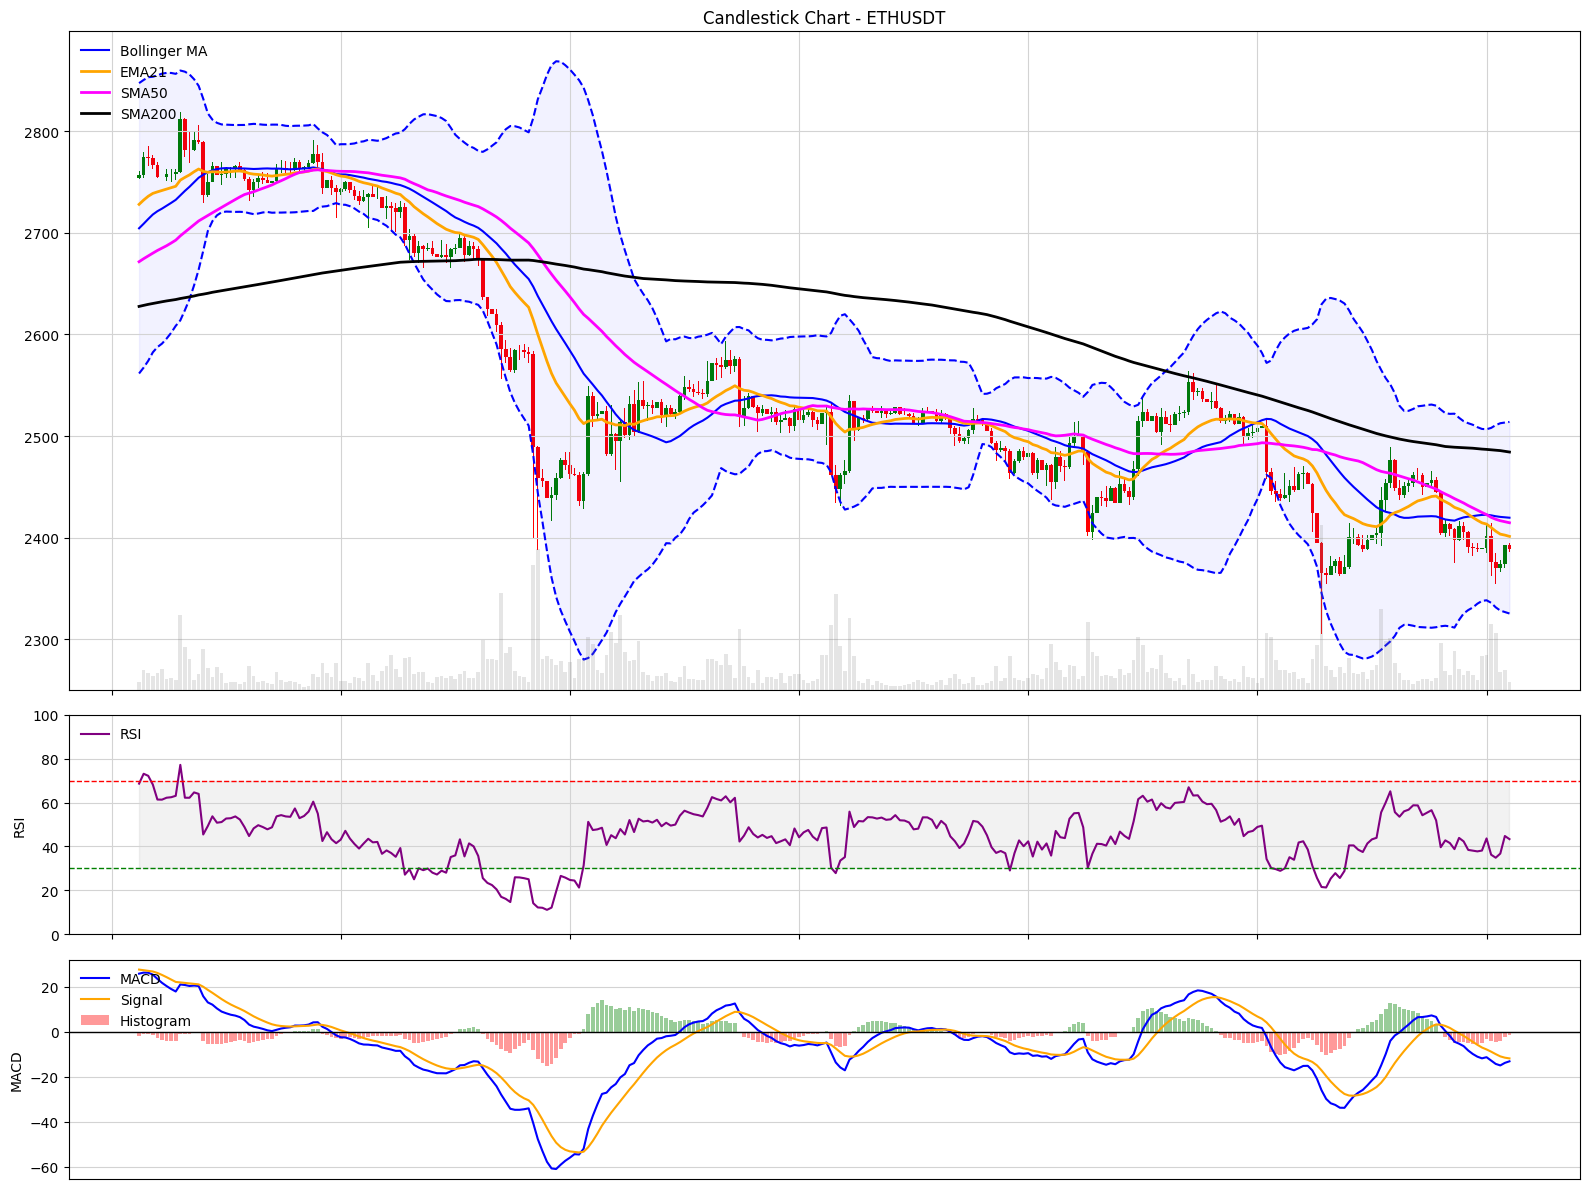 Candlestick Chart - ETHUSDT
Bollinger MA
EMA21
SMA50
SMA200
2800
2700
2600
2500
2400
2300
RSI
100
80
60
40
20
0
RSI
MACD
Signal
Histogram
20
0
−20
−40
−60
MACD